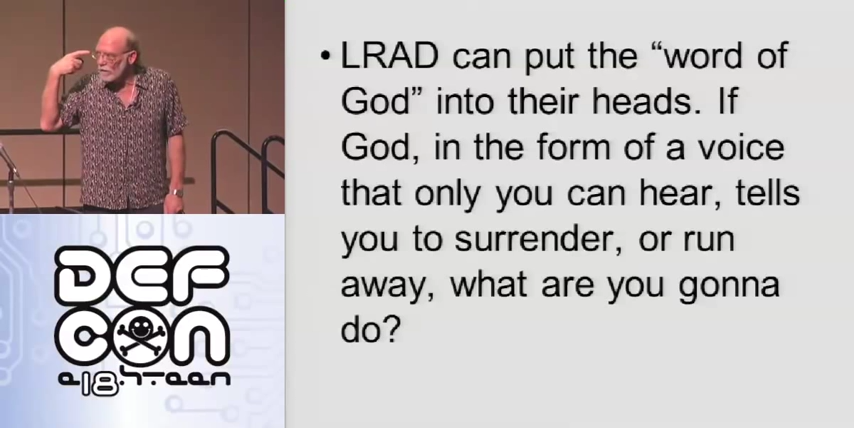 • LRAD can put the “word of
God” into their heads. If
God, in the form of a voice
that only you can hear, tells
you to surrender, or run
away, what are you gonna
do?
DEF
CON
e18hteen